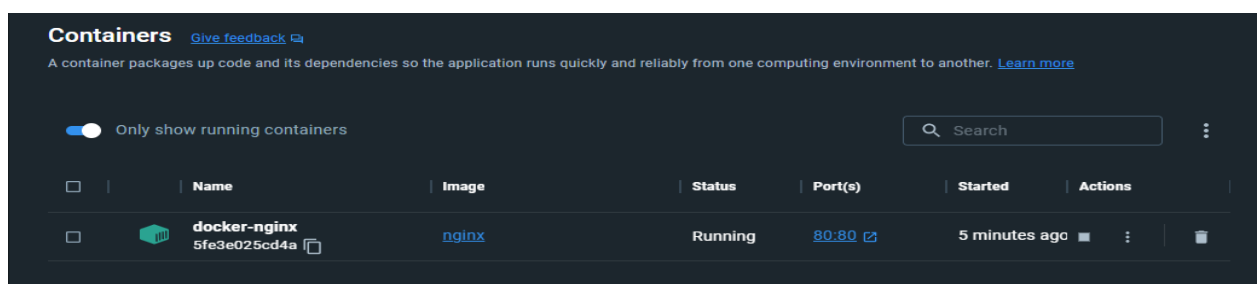 Containers Give feedback
A container packages up code and its dependencies so the application runs quickly and reliably from one computing environment to another. Learn more
Only show running containers Search
Name Image Status Port(s) Started Actions
docker-nginx
5fe3e025cd4a nginx Running 80:80 5 minutes ago